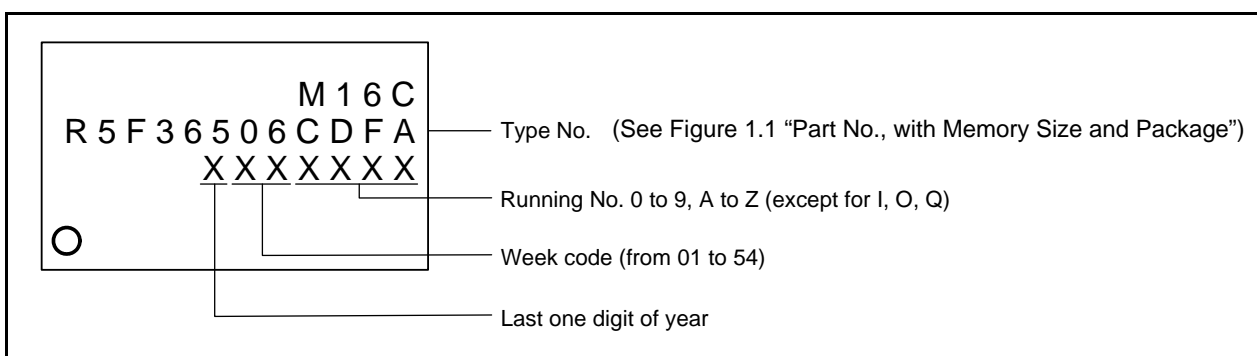 M16C
R5F36506CDFA
XXXXXXX
Type No. (See Figure 1.1 “Part No., with Memory Size and Package”)
Running No. 0 to 9, A to Z (except for I, O, Q)
Week code (from 01 to 54)
Last one digit of year